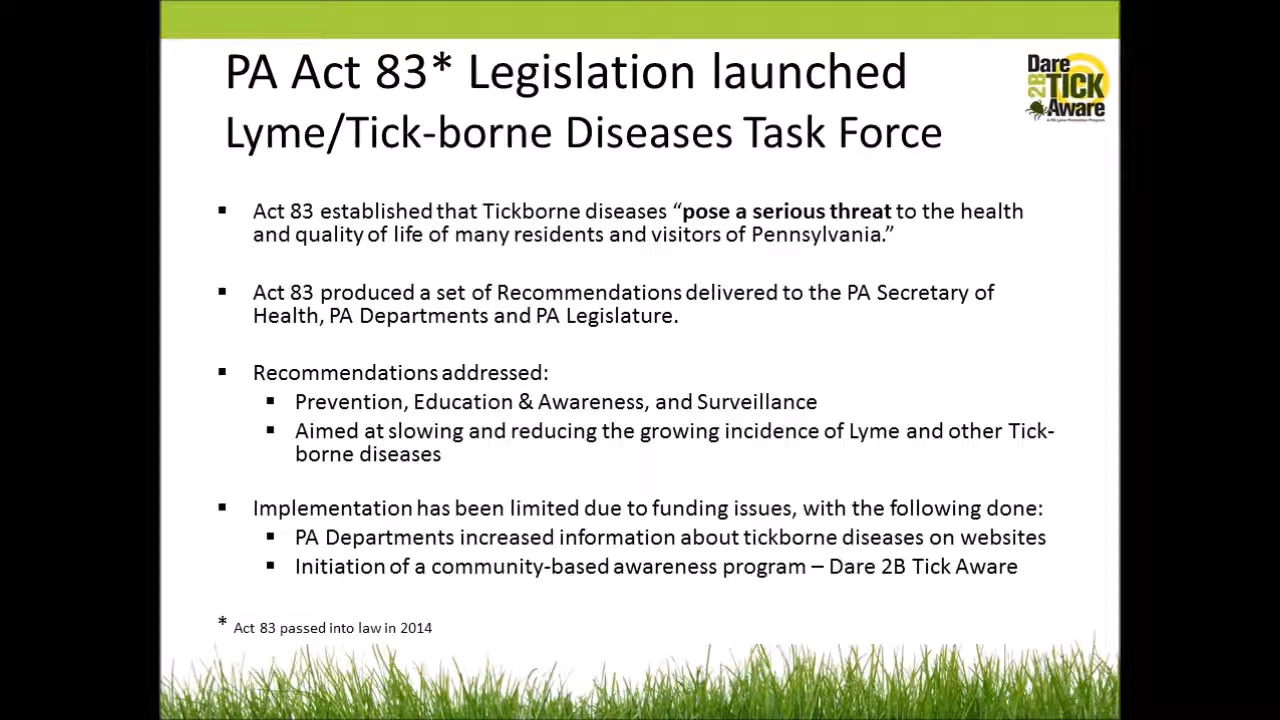 PA Act 83* Legislation launched
Lyme/Tick-borne Diseases Task Force
Dare
2B
TICK
Aware
▪ Act 83 established that Tickborne diseases “pose a serious threat to the health
and quality of life of many residents and visitors of Pennsylvania.”
▪ Act 83 produced a set of Recommendations delivered to the PA Secretary of
Health, PA Departments and PA Legislature.
▪ Recommendations addressed:
▪ Prevention, Education & Awareness, and Surveillance
▪ Aimed at slowing and reducing the growing incidence of Lyme and other Tick-
borne diseases
▪ Implementation has been limited due to funding issues, with the following done:
▪ PA Departments increased information about tickborne diseases on websites
▪ Initiation of a community-based awareness program – Dare 2B Tick Aware
* Act 83 passed into law in 2014